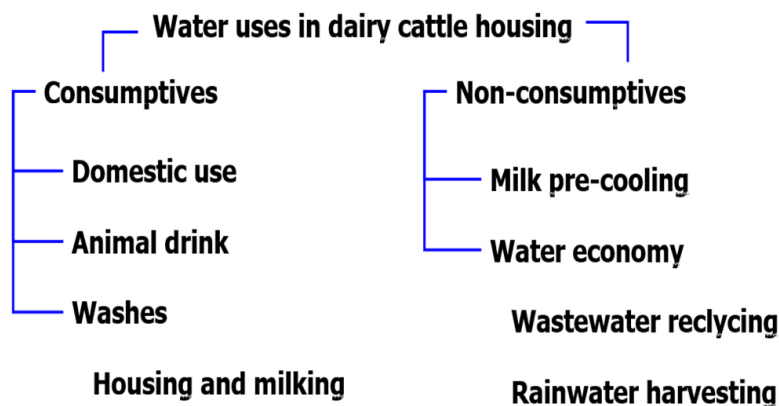 Water uses in dairy cattle housing
Consumptives
Domestic use
Animal drink
Washes
Housing and milking
Non-consumptives
Milk pre-cooling
Water economy
Wastewater reclycing
Rainwater harvesting